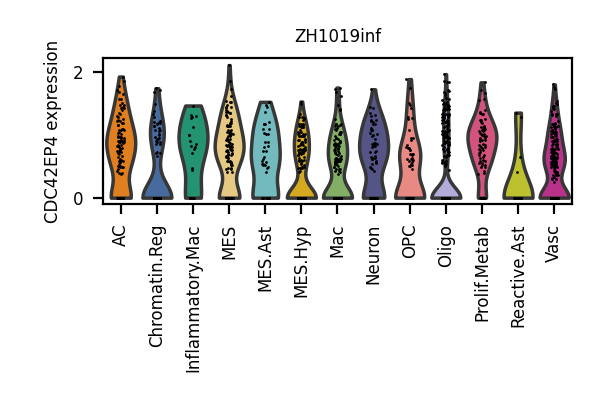 ZH1019inf
CDC42EP4 expression
2
0
AC
Chromatin.Reg
Inflammatory.Mac
MES
MES.Ast
MES.Hyp
Mac
Neuron
OPC
Oligo
Prolif.Metab
Reactive.Ast
Vasc